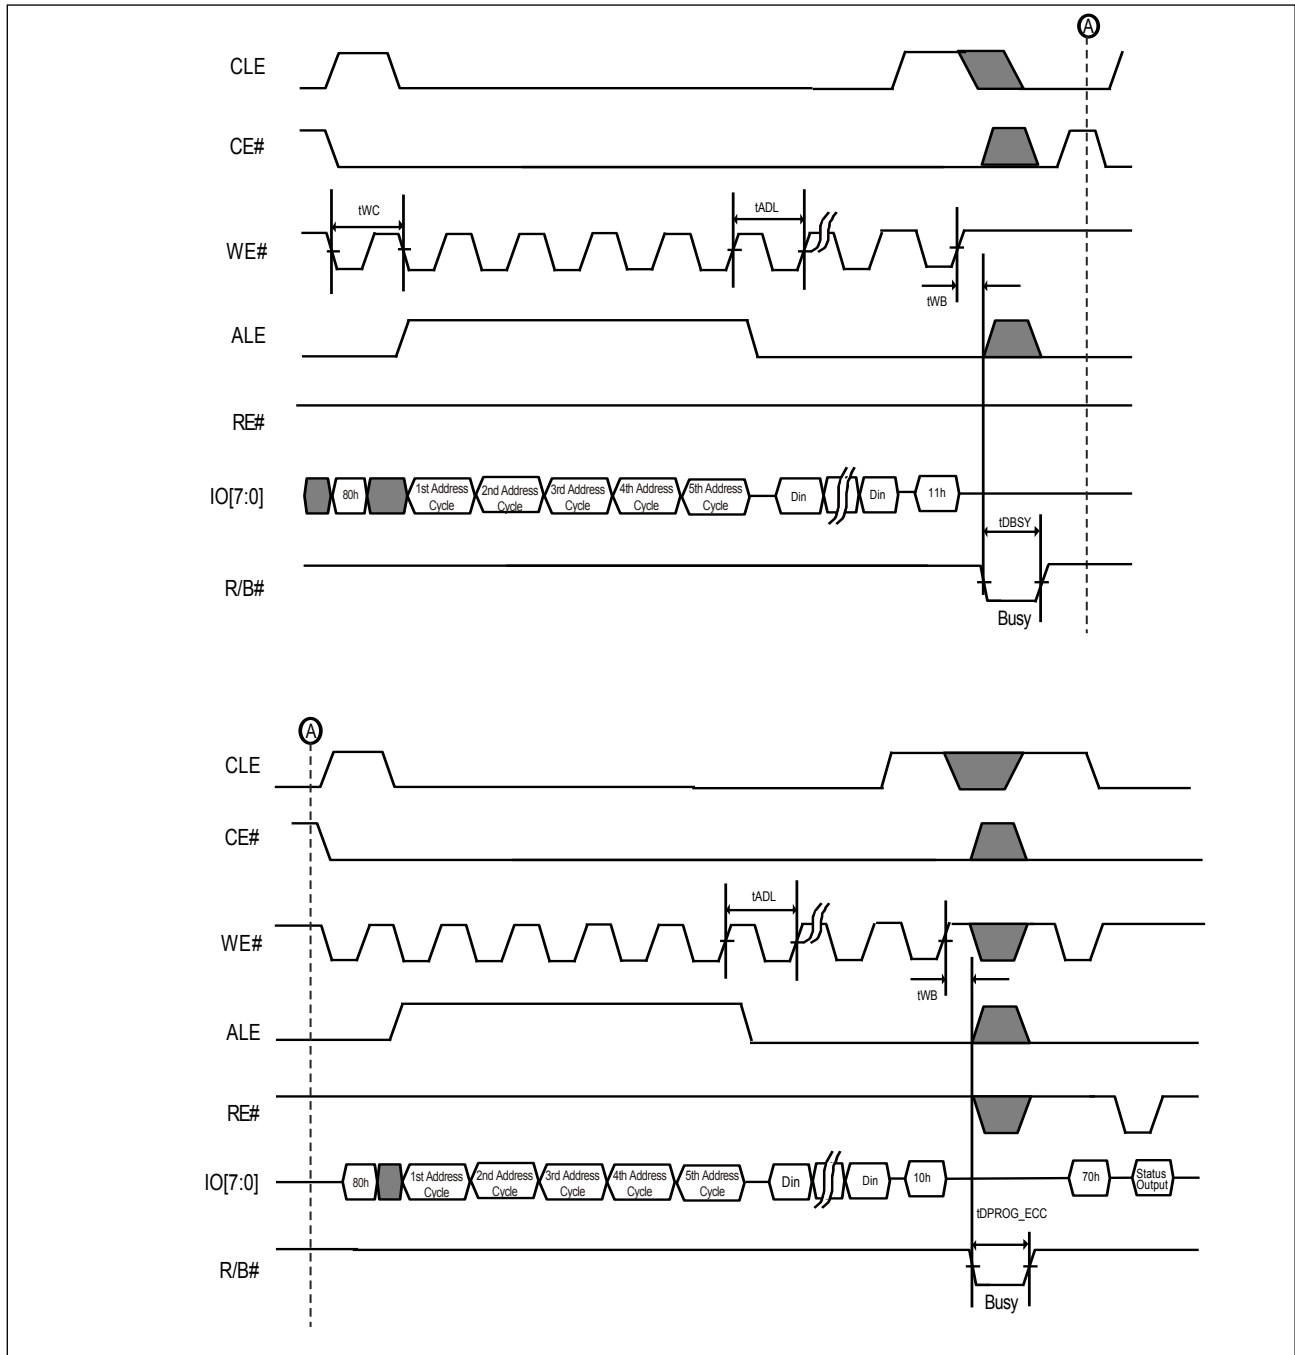 A
CLE
CE#
tWC
tADL
WE#
tWB
ALE
RE#
IO[7:0]
80h
1st Address
Cycle
2nd Address
Cycle
3rd Address
Cycle
4th Address
Cycle
5th Address
Cycle
Din
Din
11h
tDBSY
R/B#
Busy
A
CLE
CE#
tADL
WE#
tWB
ALE
RE#
IO[7:0]
80h
1st Address
Cycle
2nd Address
Cycle
3rd Address
Cycle
4th Address
Cycle
5th Address
Cycle
Din
Din
10h
70h
Status
Output
tDPROG_ECC
R/B#
Busy